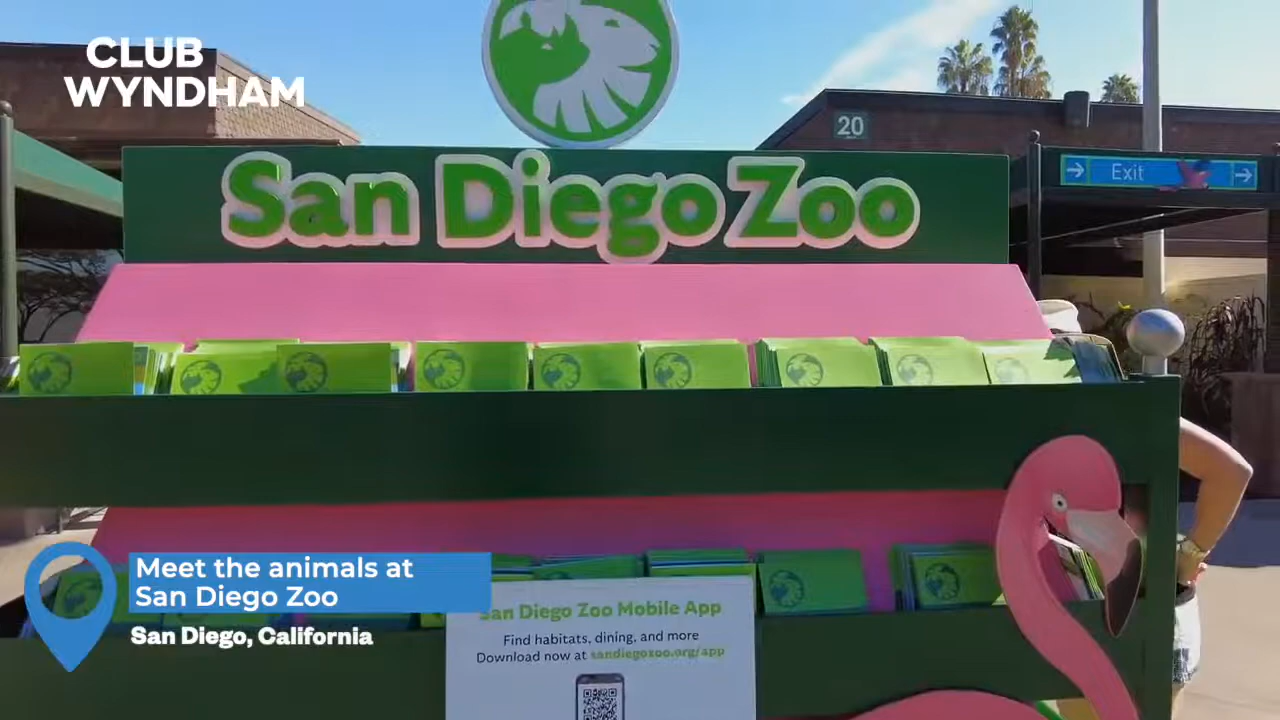 CLUB
WYNDHAM
20
Exit
San Diego Zoo
Meet the animals at
San Diego Zoo
San Diego, California
San Diego Zoo Mobile App
Find habitats, dining, and more
Download now at sandiegozoo.org/app